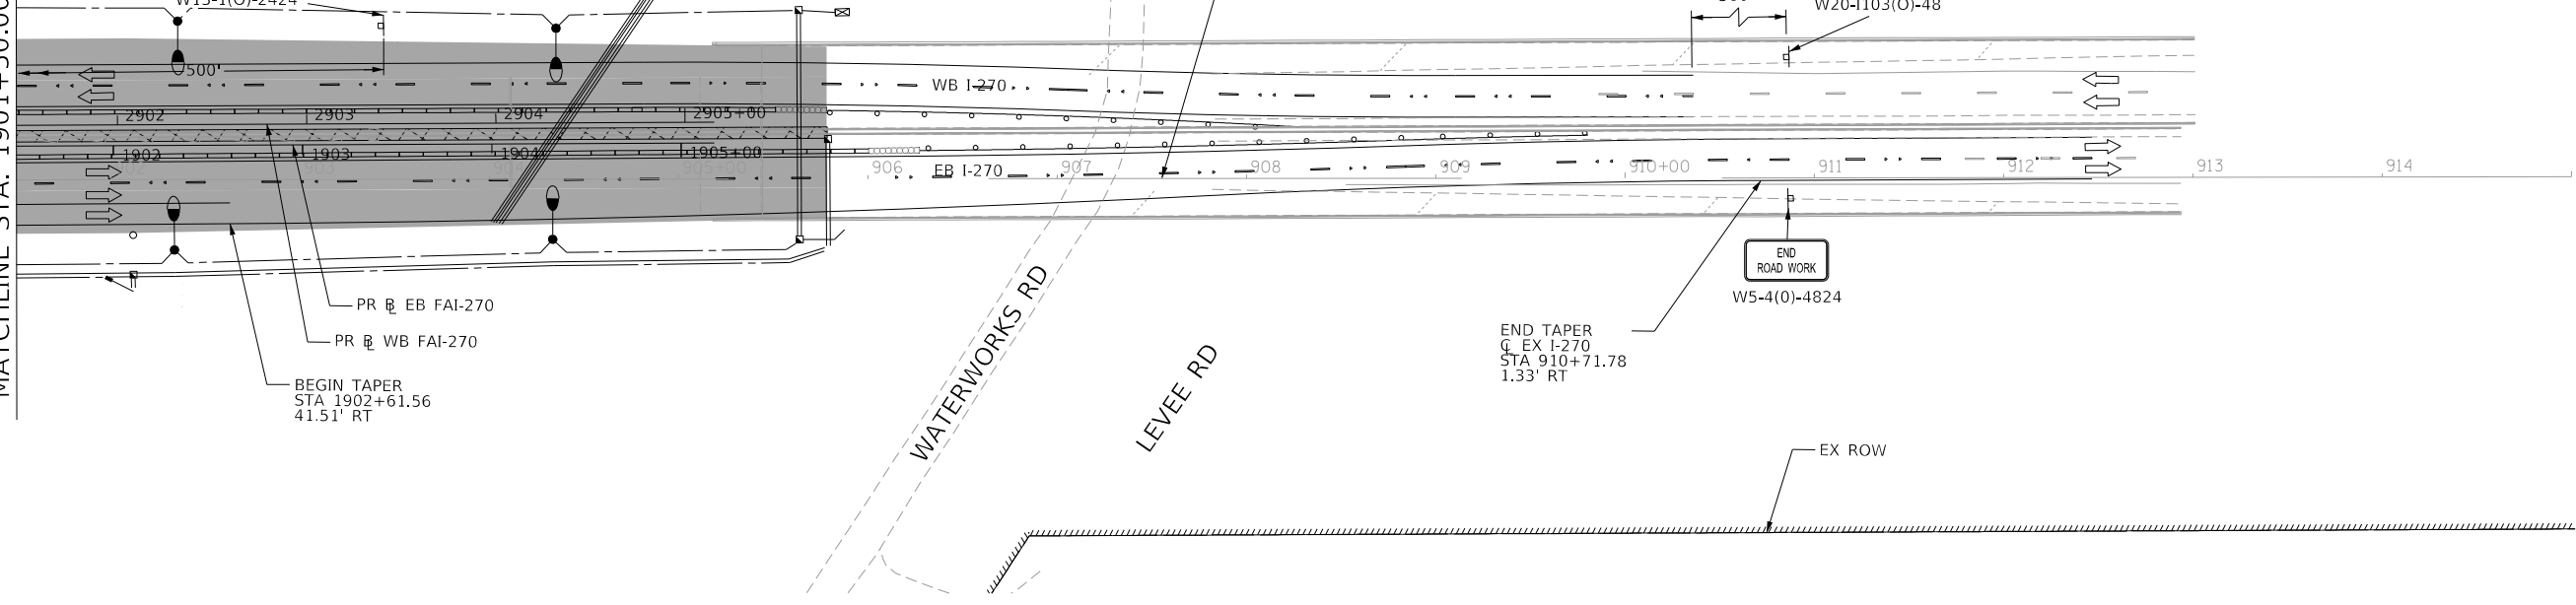 W20-I103(O)-48
500'
WB I-270
2902
2903
2904
2905+00
1902
1903
1904
1905+00
EB I-270
906
907
908
909
910+00
911
912
913
914
END
ROAD WORK
W5-4(0)-4824
PR ℄ EB FAI-270
PR ℄ WB FAI-270
BEGIN TAPER
STA 1902+61.56
41.51' RT
END TAPER
℄ EX I-270
STA 910+71.78
1.33' RT
WATERWORKS RD
LEVEE RD
EX ROW